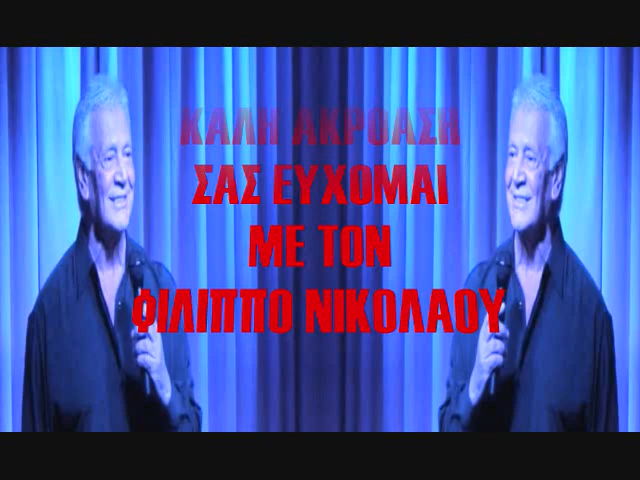 ΚΑΛΗ ΑΚΡΟΑΣΗ
ΣΑΣ ΕΥΧΟΜΑΙ
ΜΕ ΤΟΝ
ΦΙΛΙΠΠΟ ΝΙΚΟΛΑΟΥ